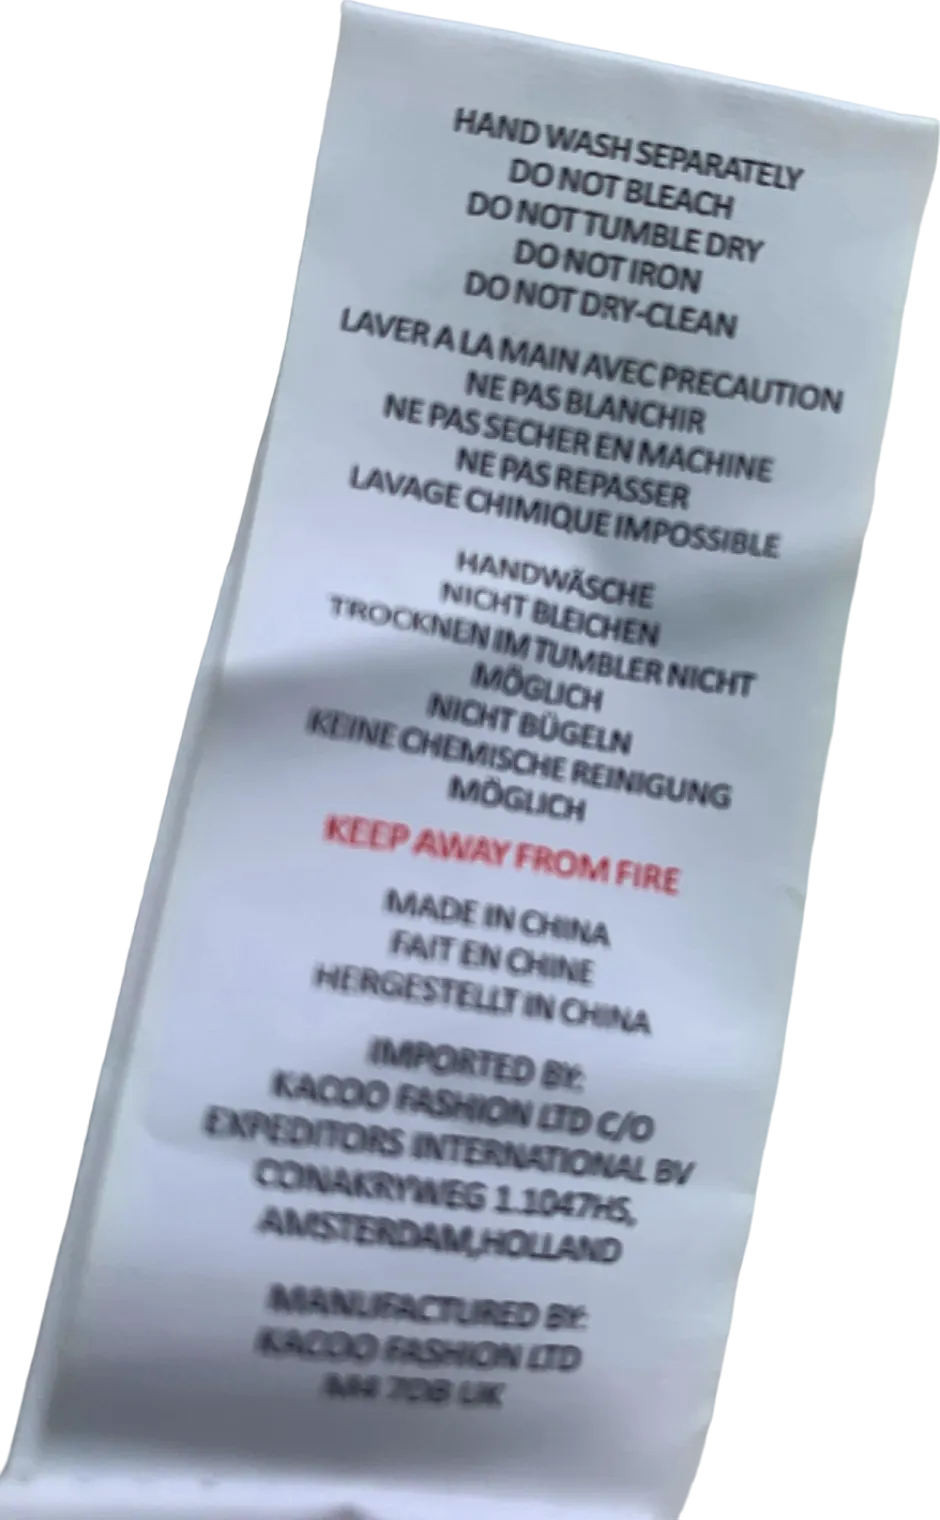 HAND WASH SEPARATELY
DO NOT BLEACH
DO NOT TUMBLE DRY
DO NOT IRON
DO NOT DRY-CLEAN
LAVER A LA MAIN AVEC PRECAUTION
NE PAS BLANCHIR
NE PAS SECHER EN MACHINE
NE PAS REPASSER
LAVAGE CHIMIQUE IMPOSSIBLE
HANDWÄSCHE
NICHT BLEICHEN
TROCKNEN IM TUMBLER NICHT
MÖGLICH
NICHT BÜGELN
KEINE CHEMISCHE REINIGUNG
MÖGLICH
KEEP AWAY FROM FIRE
MADE IN CHINA
FAIT EN CHINE
HERGESTELLT IN CHINA
IMPORTED BY:
KACOO FASHION LTD C/O
EXPEDITORS INTERNATIONAL BV
CONAKRYWEG 1.1047HS,
AMSTERDAM,HOLLAND
MANUFACTURED BY:
KACOO FASHION LTD
UK